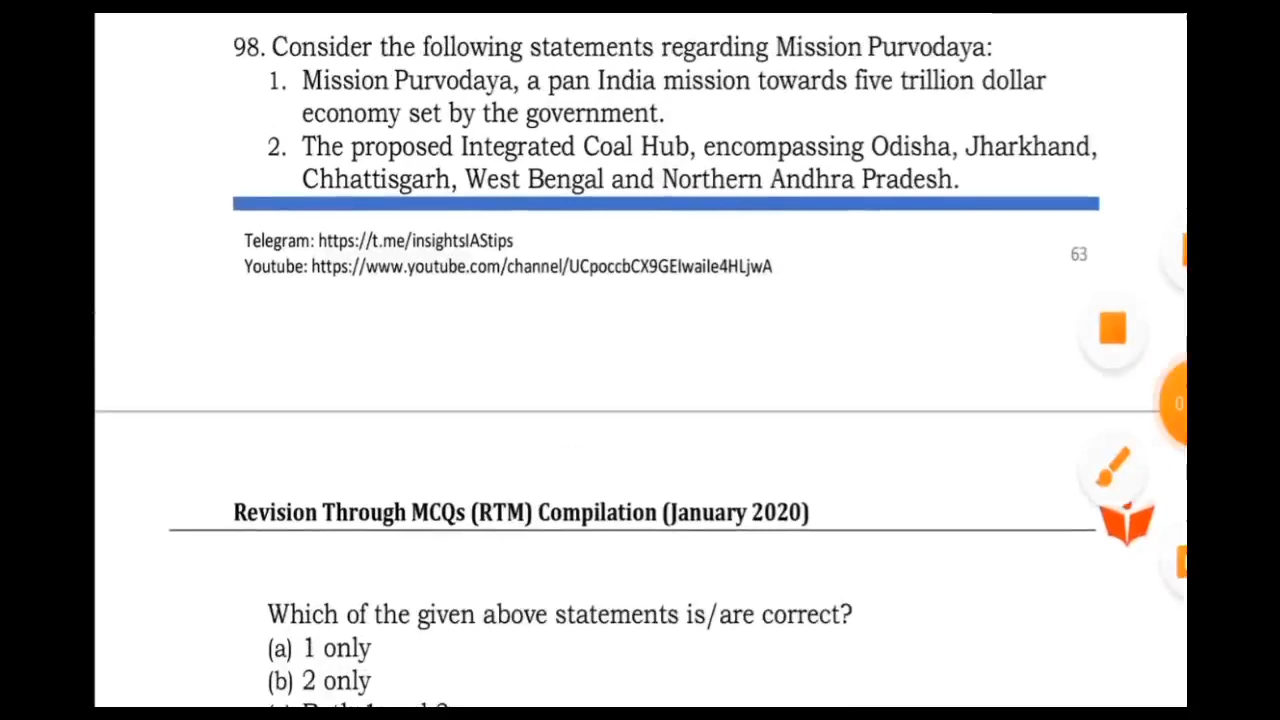 98. Consider the following statements regarding Mission Purvodaya:
1. Mission Purvodaya, a pan India mission towards five trillion dollar
economy set by the government.
2. The proposed Integrated Coal Hub, encompassing Odisha, Jharkhand,
Chhattisgarh, West Bengal and Northern Andhra Pradesh.
Telegram: https://t.me/insightsIAStips
Youtube: https://www.youtube.com/channel/UCpoccbCX9GEIwaile4HLjwA
63
0
Revision Through MCQs (RTM) Compilation (January 2020)
Which of the given above statements is/are correct?
(a) 1 only
(b) 2 only